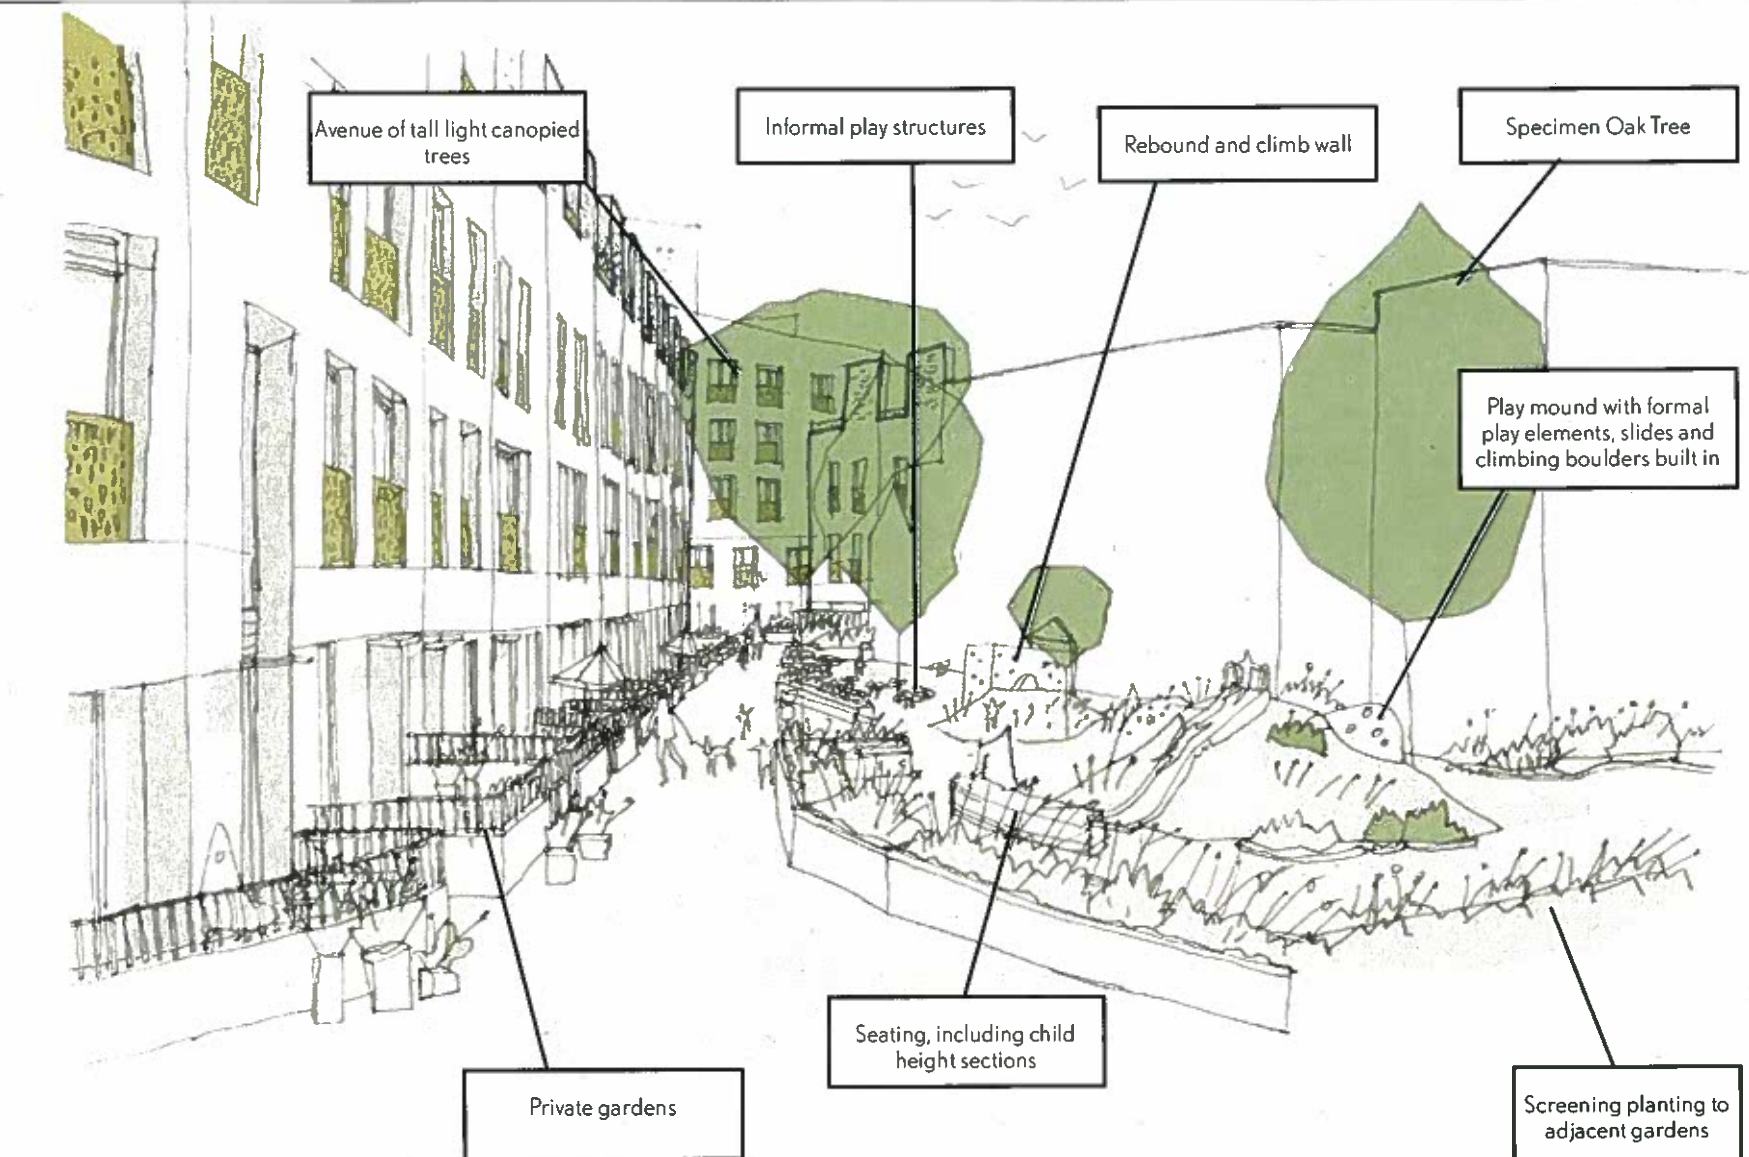 Avenue of tall light canopied
trees
Informal play structures
Rebound and climb wall
Specimen Oak Tree
Play mound with formal
play elements, slides and
climbing boulders built in
Seating, including child
height sections
Private gardens
Screening planting to
adjacent gardens